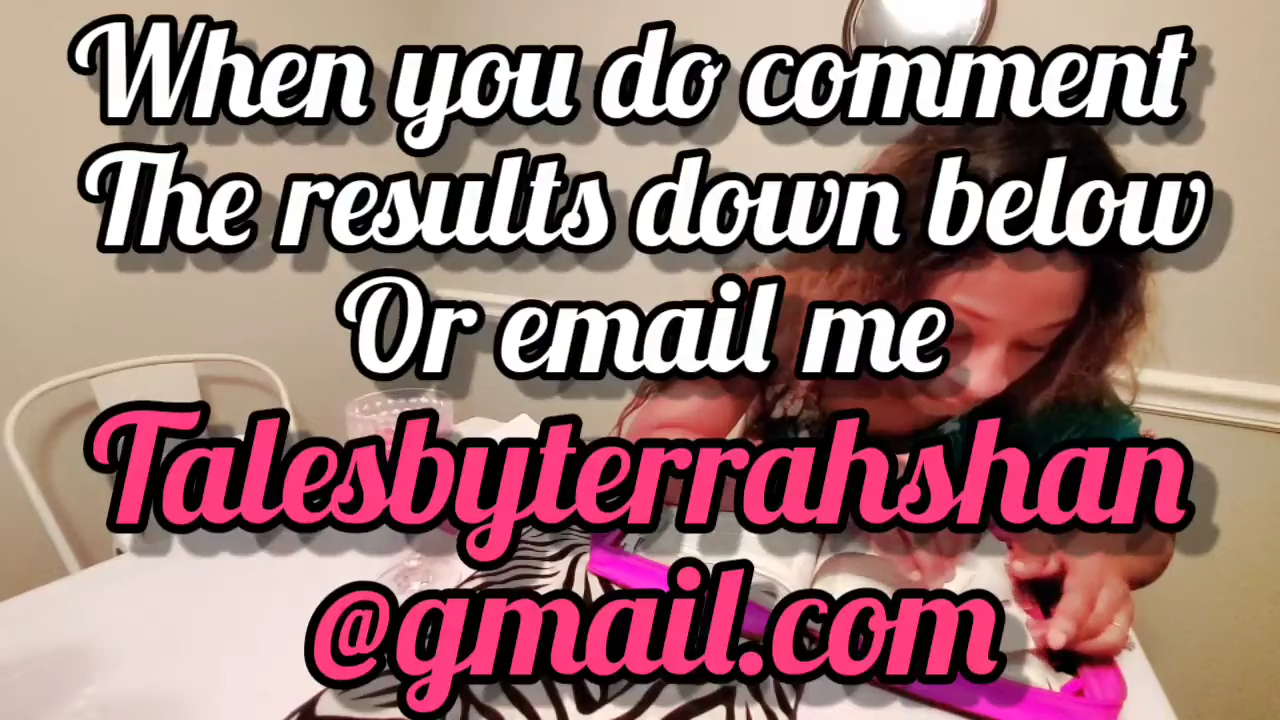 When you do comment
The results down below
Or email me
Talesbyterrahshan
@gmail.com